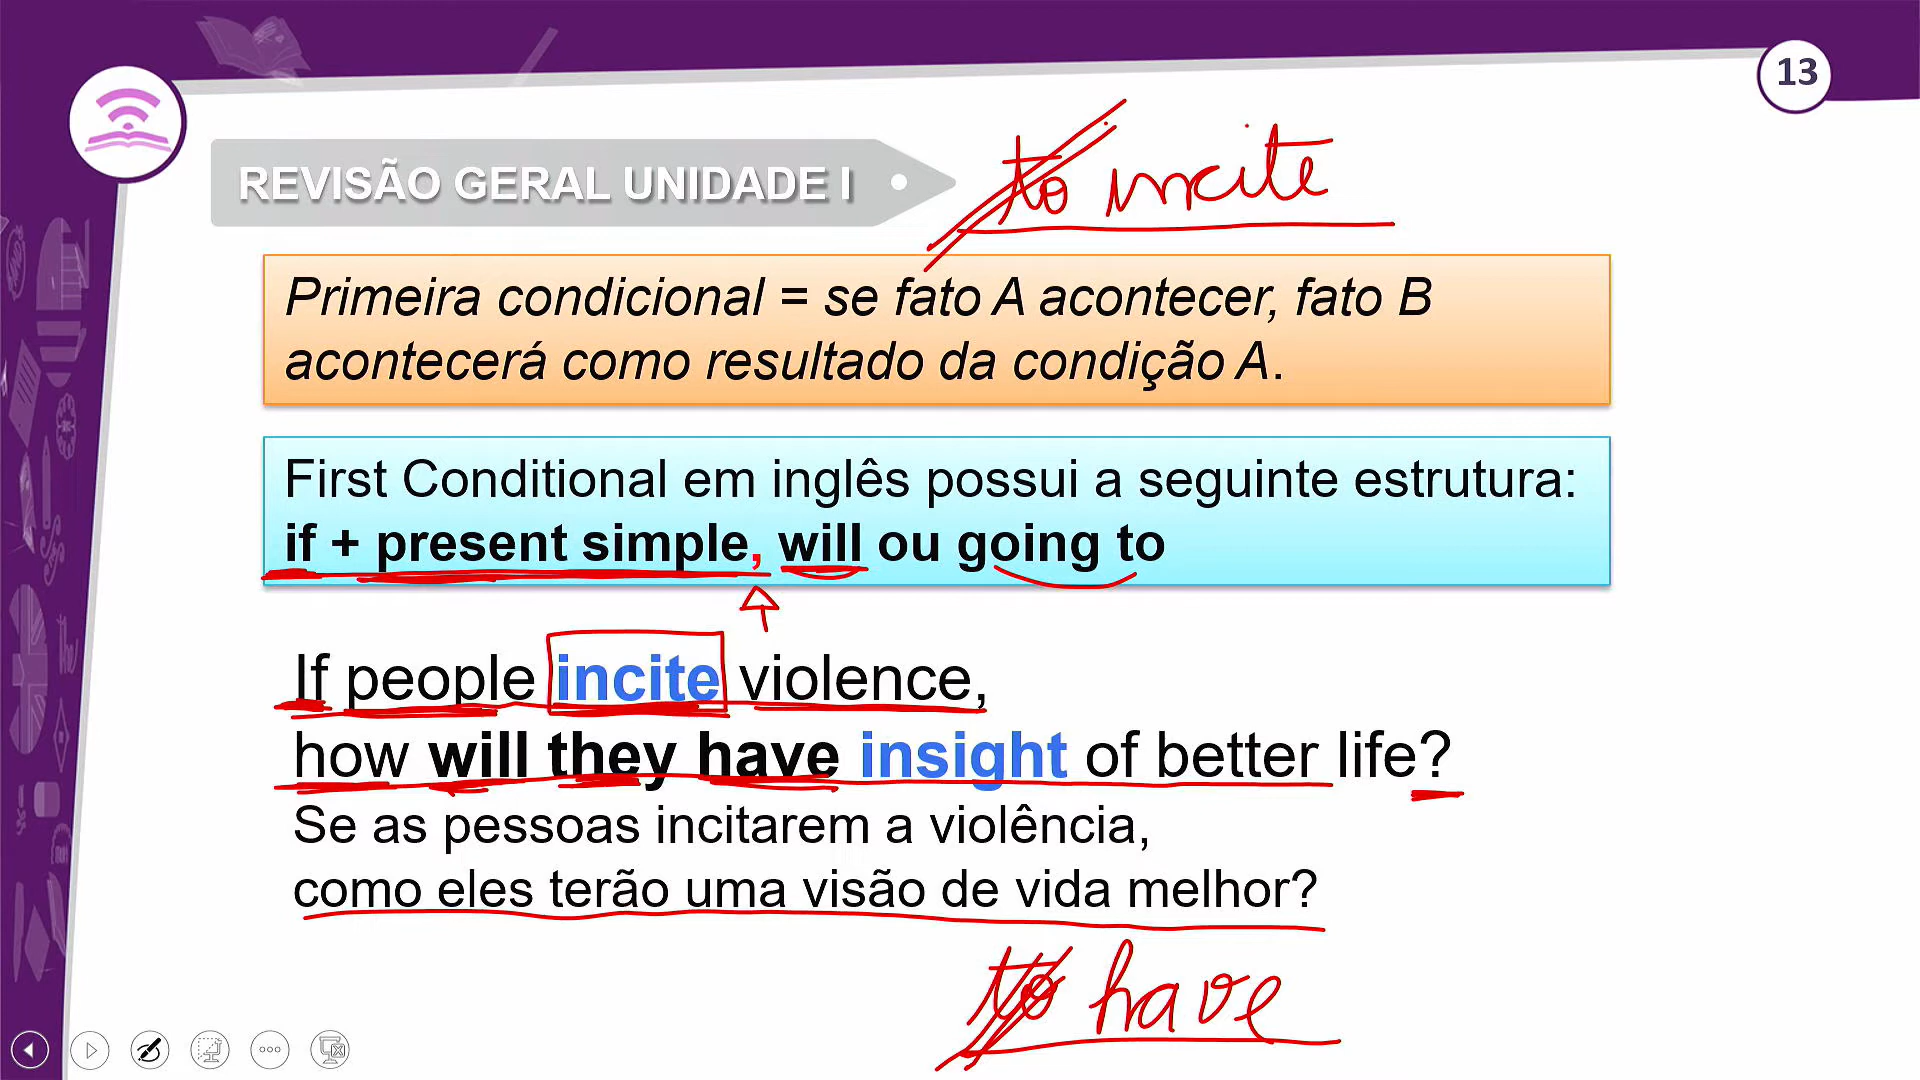 13
to incite
REVISÃO GERAL UNIDADE I
Primeira condicional = se fato A acontecer, fato B
acontecerá como resultado da condição A.
First Conditional em inglês possui a seguinte estrutura:
if + present simple, will ou going to
If people incite violence,
how will they have insight of better life?
Se as pessoas incitarem a violência,
como eles terão uma visão de vida melhor?
to have